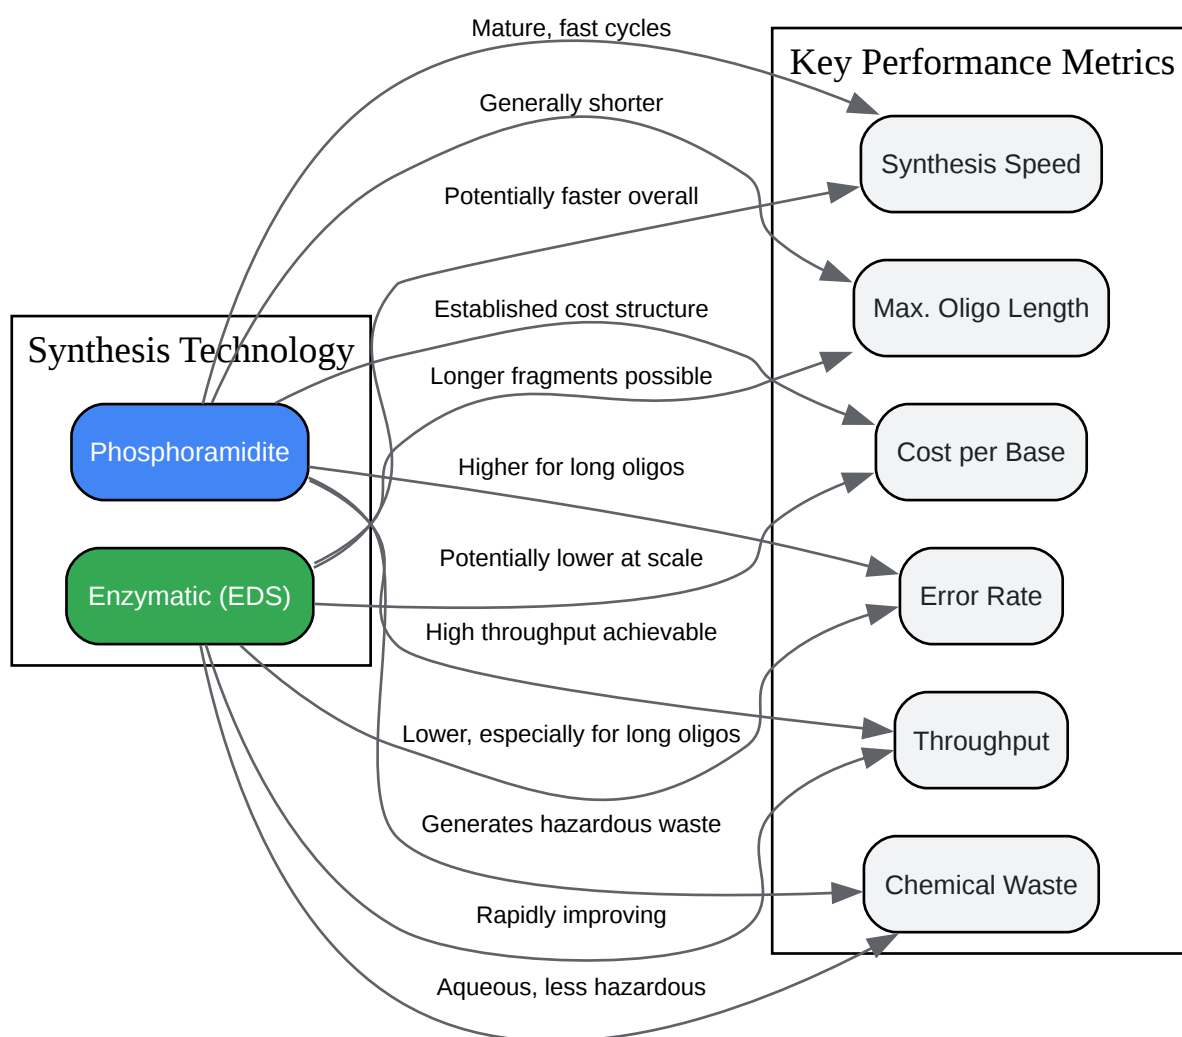 Mature, fast cycles
Key Performance Metrics
Generally shorter
Synthesis Speed
Potentially faster overall
Max. Oligo Length
Established cost structure
Synthesis Technology
Longer fragments possible
Phosphoramidite
Cost per Base
Higher for long oligos
Potentially lower at scale
Enzymatic (EDS)
Error Rate
High throughput achievable
Lower, especially for long oligos
Throughput
Generates hazardous waste
Chemical Waste
Rapidly improving
Aqueous, less hazardous